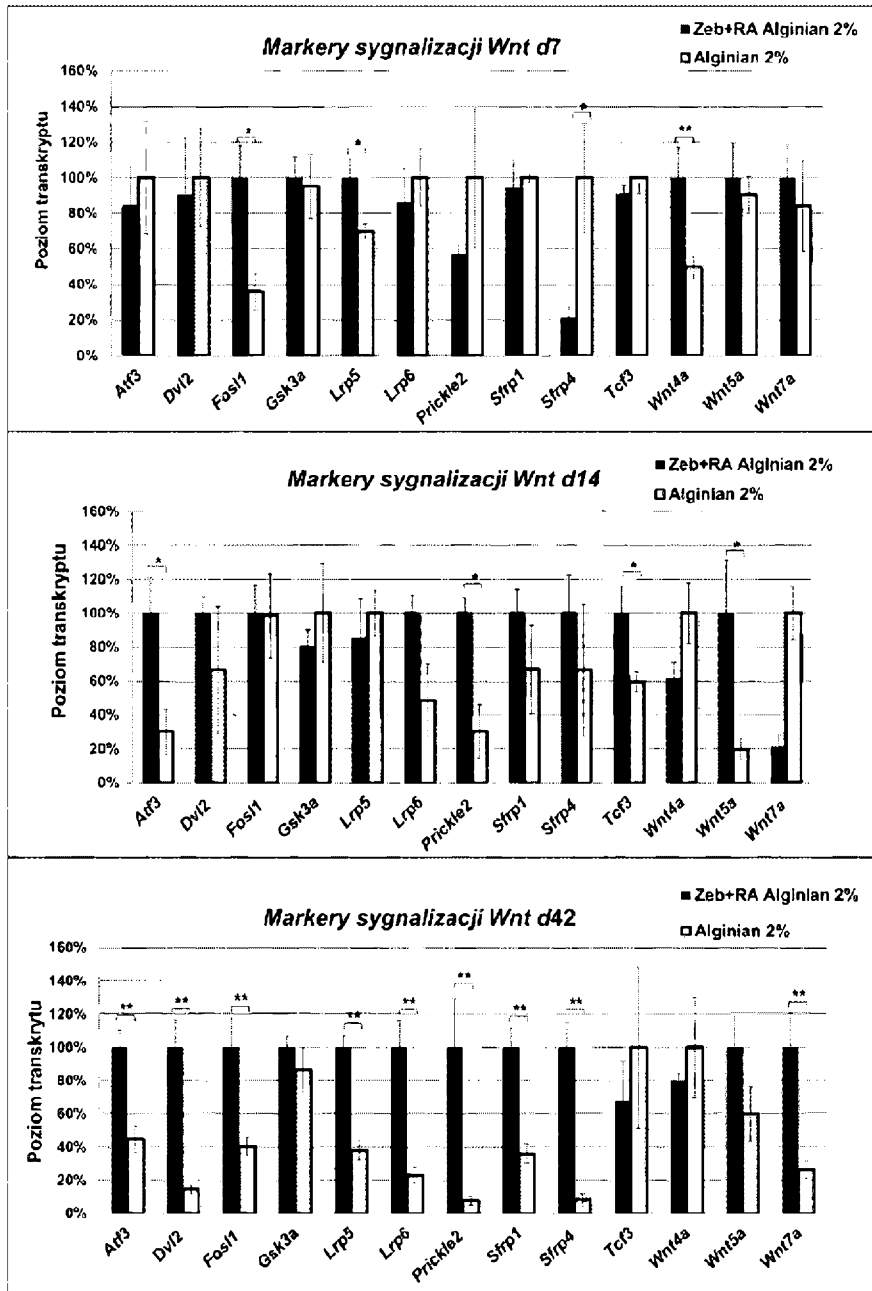 Markery sygnalizacji Wnt d7
Zeb+RA Alginian 2%
Alginian 2%
Poziom transkryptu
160%
140%
120%
100%
80%
60%
40%
20%
0%
* * * **
Atf3 Dvl2 Fosl1 Gsk3a Lrp5 Lrp6 Prickle2 Sfrp1 Sfrp4 Tcf3 Wnt4a Wnt5a Wnt7a
Markery sygnalizacji Wnt d14
Zeb+RA Alginian 2%
Alginian 2%
Poziom transkryptu
160%
140%
120%
100%
80%
60%
40%
20%
0%
* * * *
Atf3 Dvl2 Fosl1 Gsk3a Lrp5 Lrp6 Prickle2 Sfrp1 Sfrp4 Tcf3 Wnt4a Wnt5a Wnt7a
Markery sygnalizacji Wnt d42
Zeb+RA Alginian 2%
Alginian 2%
Poziom transkrytu
160%
140%
120%
100%
80%
60%
40%
20%
0%
** ** ** ** ** ** ** ** **
Atf3 Dvl2 Fosl1 Gsk3a Lrp5 Lrp6 Prickle2 Sfrp1 Sfrp4 Tcf3 Wnt4a Wnt5a Wnt7a